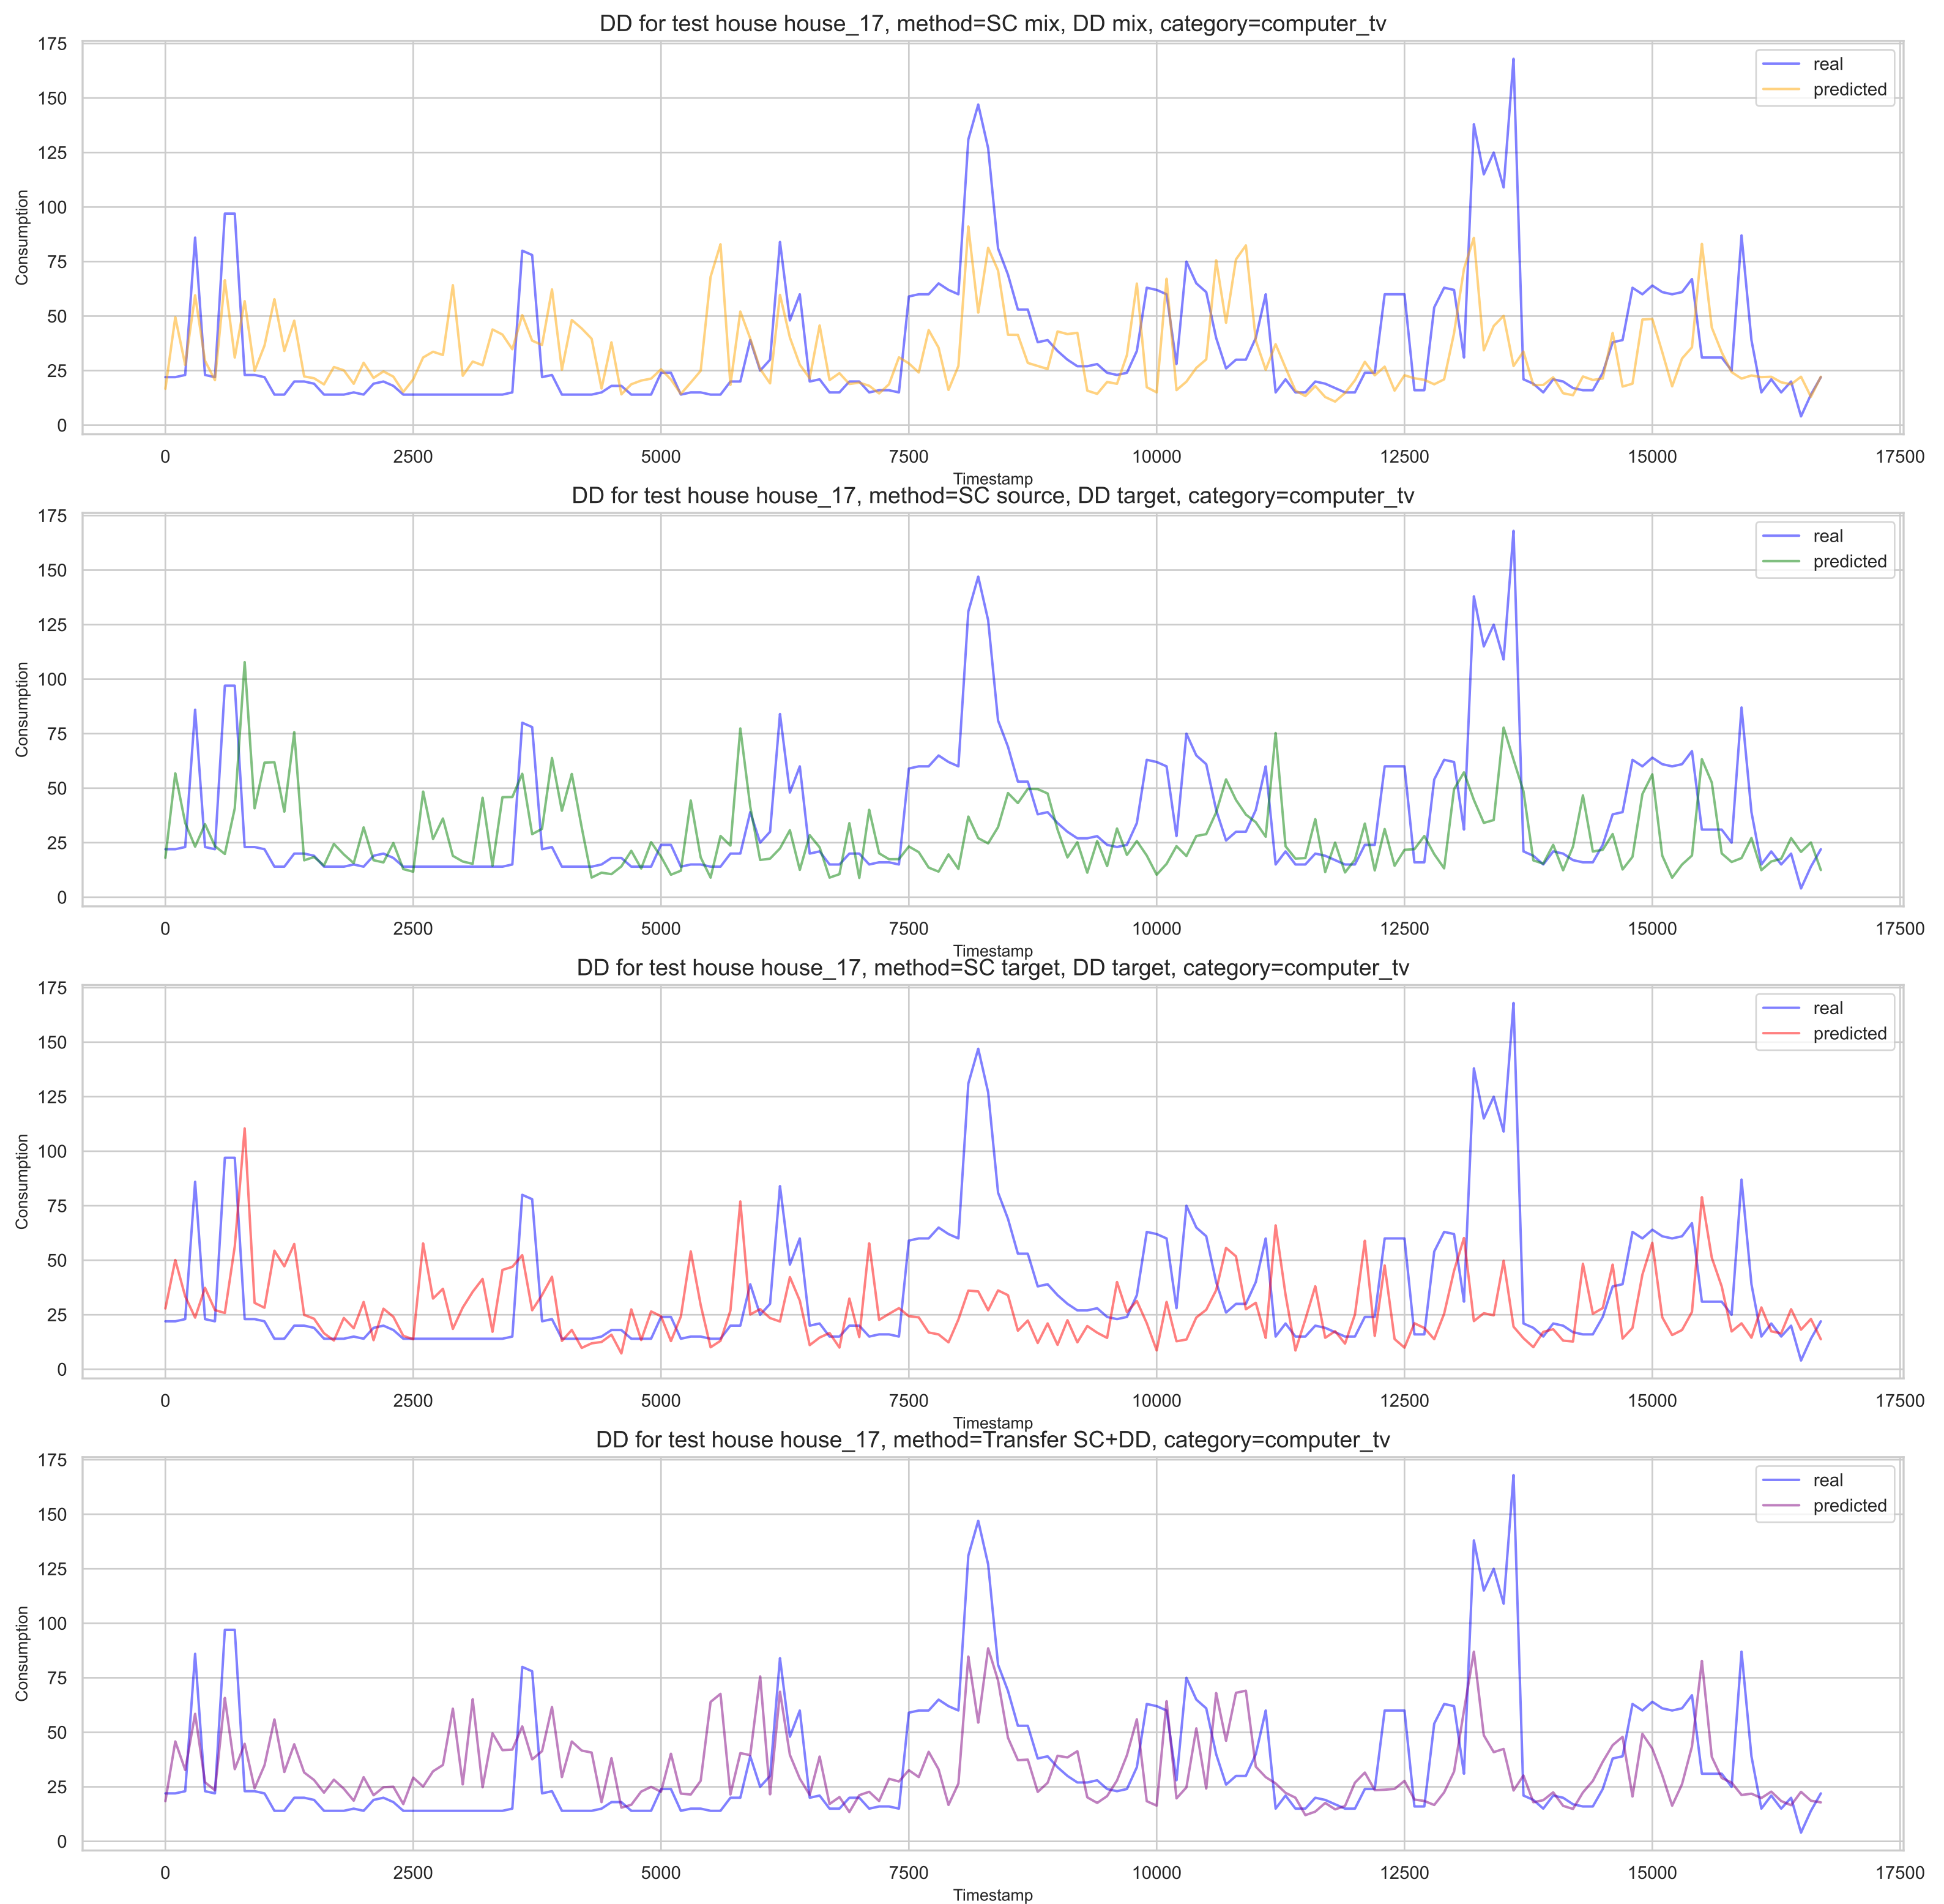 DD for test house house_17, method=SC mix, DD mix, category=computer_tv
175
150
125
100
75
50
25
0
Consumption
real
predicted
0 2500 5000 7500 10000 12500 15000 17500
Timestamp
DD for test house house_17, method=SC source, DD target, category=computer_tv
175
150
125
100
75
50
25
0
Consumption
real
predicted
0 2500 5000 7500 10000 12500 15000 17500
Timestamp
DD for test house house_17, method=SC target, DD target, category=computer_tv
175
150
125
100
75
50
25
0
Consumption
real
predicted
0 2500 5000 7500 10000 12500 15000 17500
Timestamp
DD for test house house_17, method=Transfer SC+DD, category=computer_tv
175
150
125
100
75
50
25
0
Consumption
real
predicted
0 2500 5000 7500 10000 12500 15000 17500
Timestamp